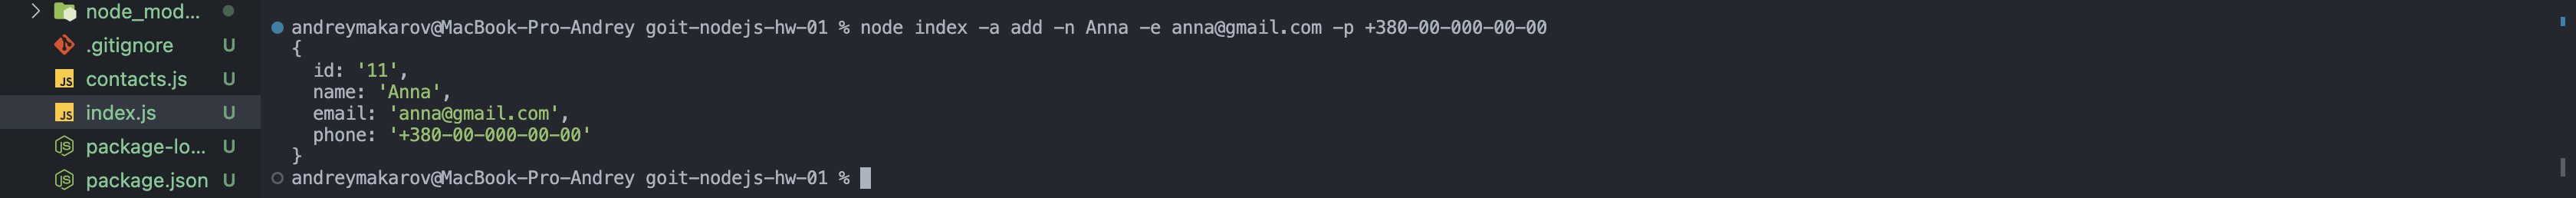 node_mod...
.gitignore U
contacts.js U
index.js U
package-lo... U
package.json U
andreymakarov@MacBook-Pro-Andrey goit-nodejs-hw-01 % node index -a add -n Anna -e anna@gmail.com -p +380-00-000-00-00
{
  id: '11',
  name: 'Anna',
  email: 'anna@gmail.com',
  phone: '+380-00-000-00-00'
}
andreymakarov@MacBook-Pro-Andrey goit-nodejs-hw-01 %